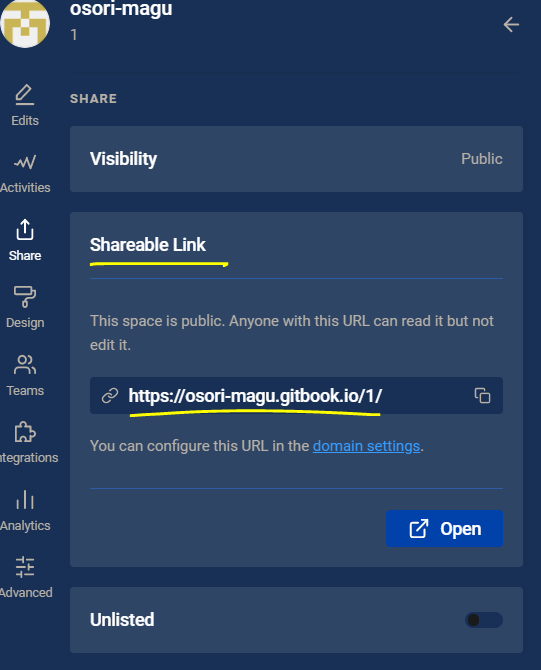 osori-magu
1
Edits
Activities
Share
Design
Teams
ntegrations
Analytics
Advanced
SHARE
Visibility
Public
Shareable Link
This space is public. Anyone with this URL can read it but not
edit it.
https://osori-magu.gitbook.io/1/
You can configure this URL in the domain settings.
Open
Unlisted